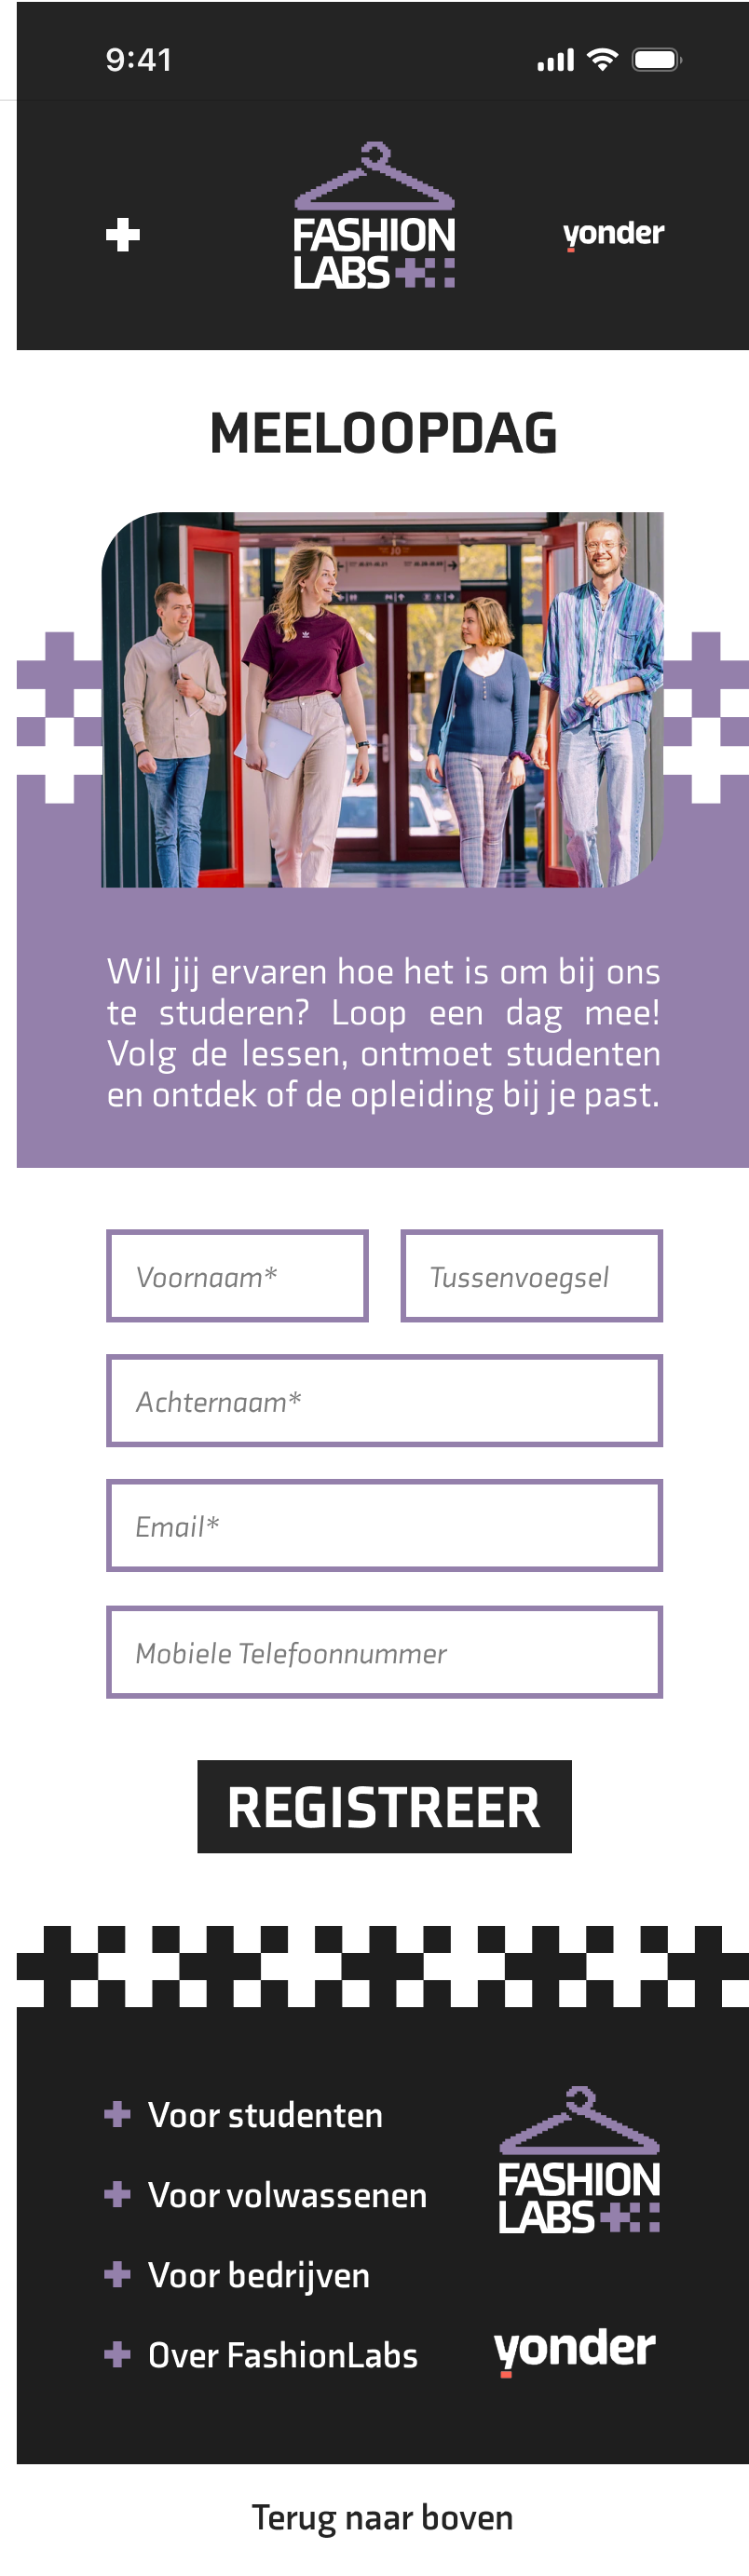 9:41
FASHION
LABS
yonder
MEELOOPDAG
Wil jij ervaren hoe het is om bij ons
te studeren? Loop een dag mee!
Volg de lessen, ontmoet studenten
en ontdek of de opleiding bij je past.
Voornaam*
Tussenvoegsel
Achternaam*
Email*
Mobiele Telefoonnummer
REGISTREER
Voor studenten
Voor volwassenen
Voor bedrijven
Over FashionLabs
FASHION
LABS
yonder
Terug naar boven